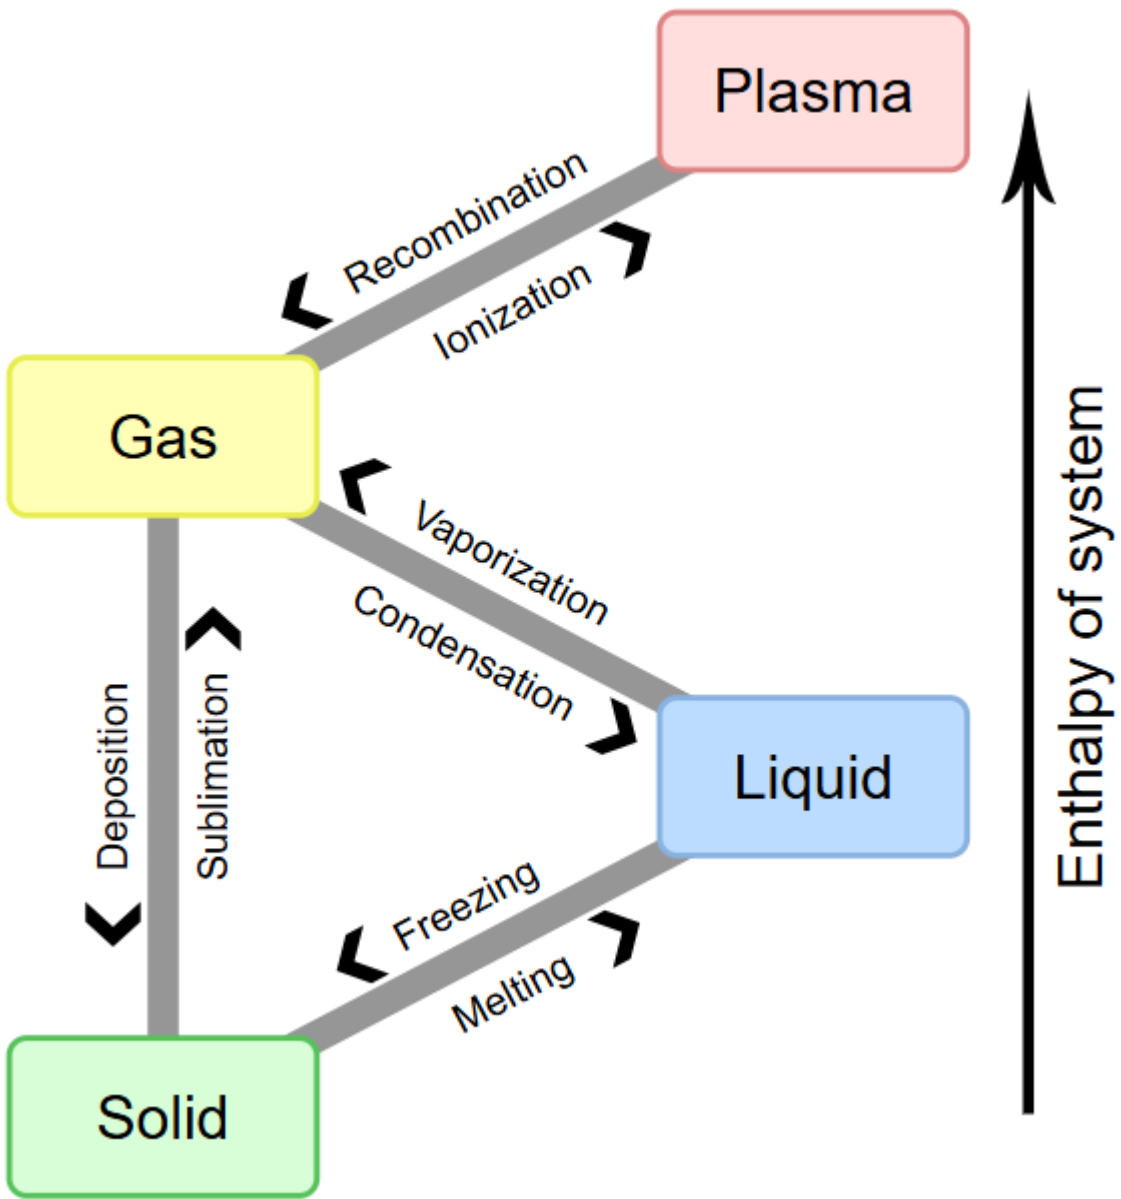 Plasma
Recombination
Ionization
Gas
Vaporization
Condensation
Enthalpy of system
Deposition
Sublimation
Liquid
Freezing
Melting
Solid